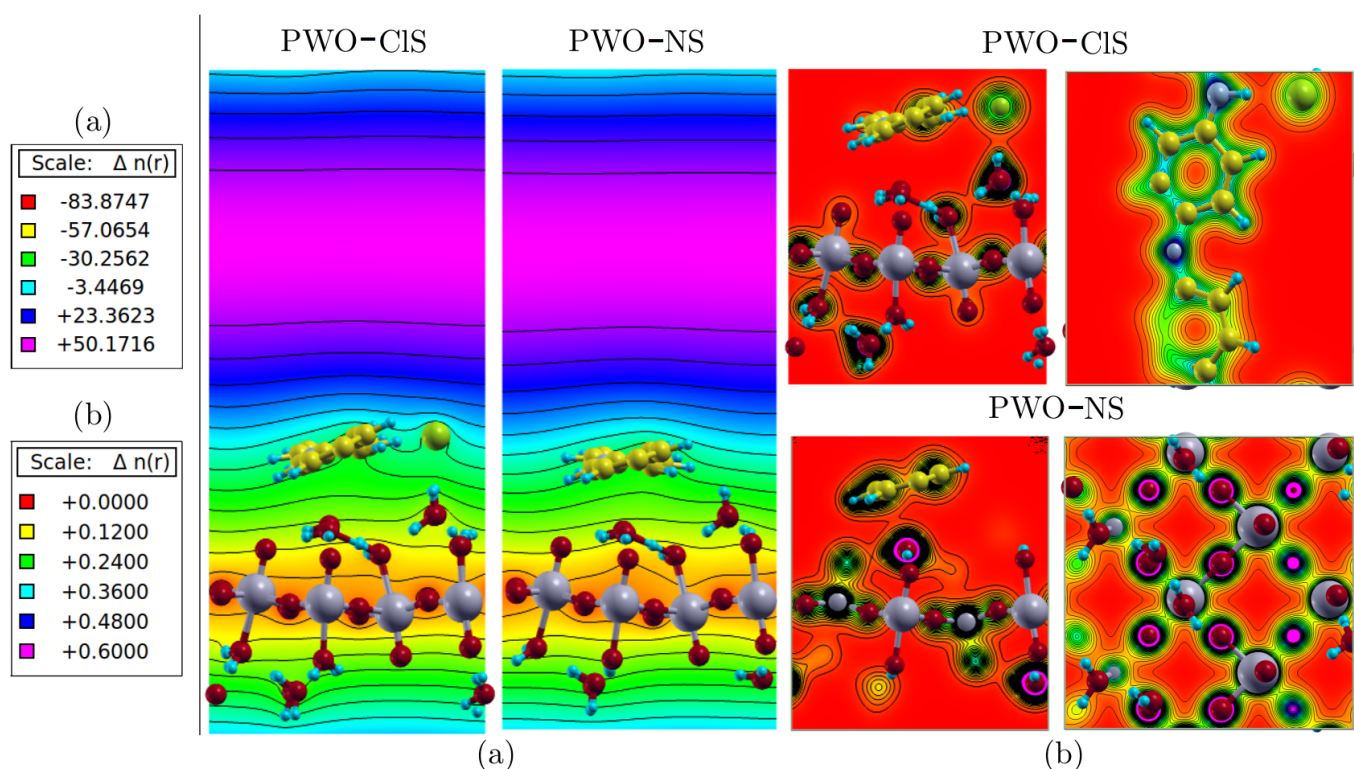 PWO−ClS
PWO−NS
PWO−ClS
(a)
Scale: Δ n(r)
-83.8747
-57.0654
-30.2562
-3.4469
+23.3623
+50.1716
(b)
Scale: Δ n(r)
+0.0000
+0.1200
+0.2400
+0.3600
+0.4800
+0.6000
PWO−NS
(a)
(b)